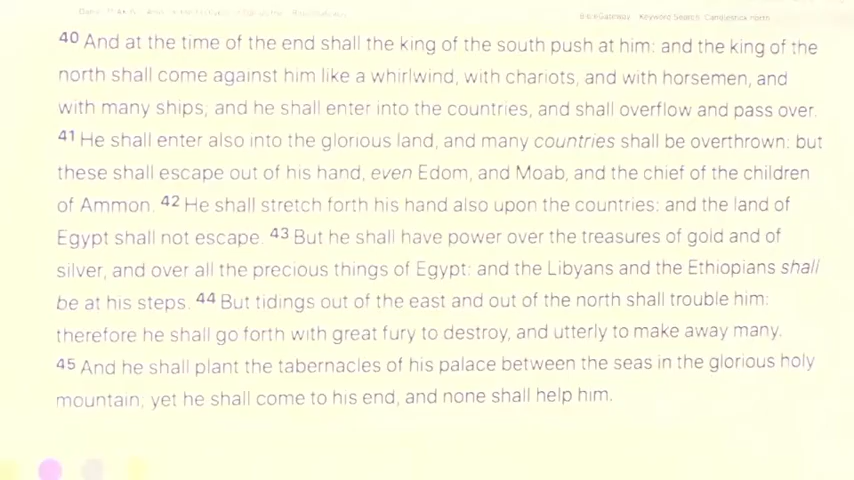 BibleGateway Keyword Search: Candlestick north
40 And at the time of the end shall the king of the south push at him: and the king of the
north shall come against him like a whirlwind, with chariots, and with horsemen, and
with many ships; and he shall enter into the countries, and shall overflow and pass over.
41 He shall enter also into the glorious land, and many countries shall be overthrown: but
these shall escape out of his hand, even Edom, and Moab, and the chief of the children
of Ammon. 42 He shall stretch forth his hand also upon the countries: and the land of
Egypt shall not escape. 43 But he shall have power over the treasures of gold and of
silver, and over all the precious things of Egypt: and the Libyans and the Ethiopians shall
be at his steps. 44 But tidings out of the east and out of the north shall trouble him:
therefore he shall go forth with great fury to destroy, and utterly to make away many.
45 And he shall plant the tabernacles of his palace between the seas in the glorious holy
mountain; yet he shall come to his end, and none shall help him.